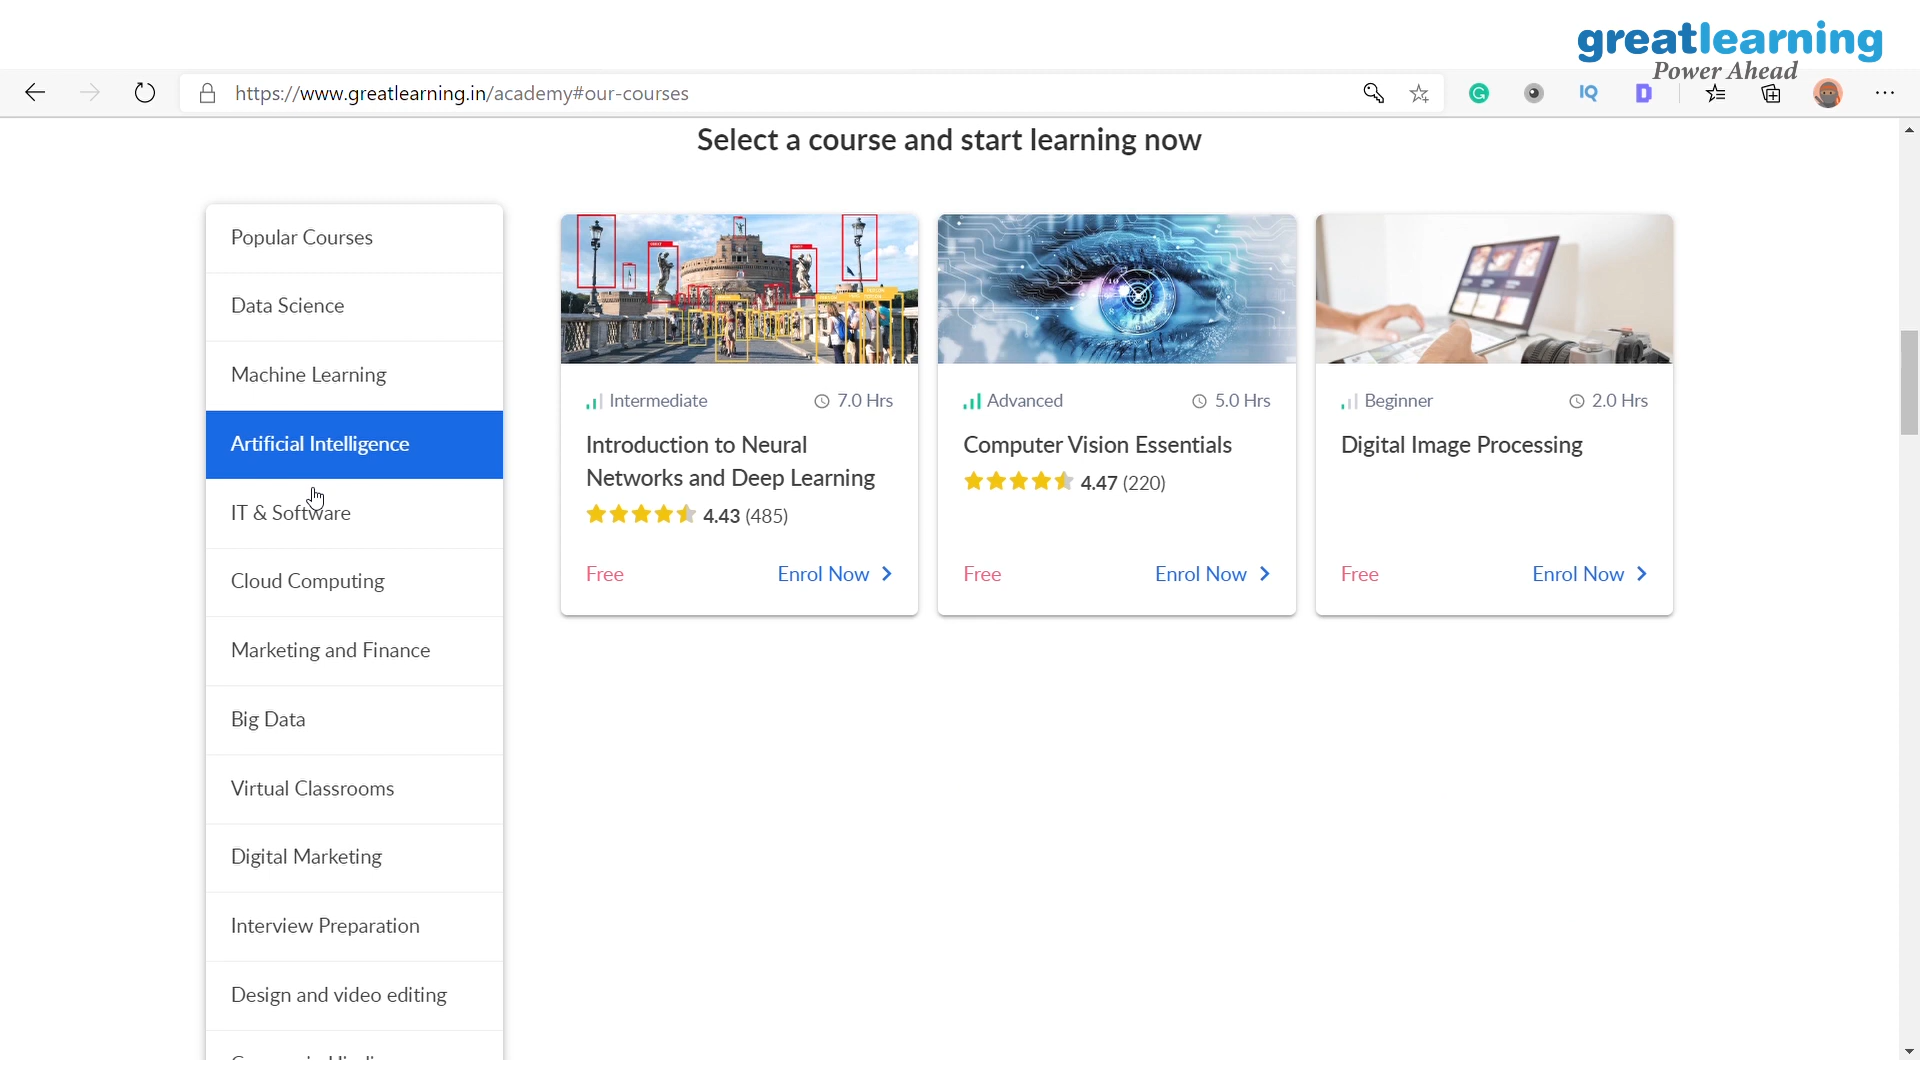 greatlearning
Power Ahead
https://www.greatlearning.in/academy#our-courses
IQ
Select a course and start learning now
Popular Courses
Data Science
Machine Learning
Artificial Intelligence
IT & Software
Cloud Computing
Marketing and Finance
Big Data
Virtual Classrooms
Digital Marketing
Interview Preparation
Design and video editing
Intermediate 7.0 Hrs
Introduction to Neural
Networks and Deep Learning
4.43 (485)
Free Enrol Now
Advanced 5.0 Hrs
Computer Vision Essentials
4.47 (220)
Free Enrol Now
Beginner 2.0 Hrs
Digital Image Processing
Free Enrol Now